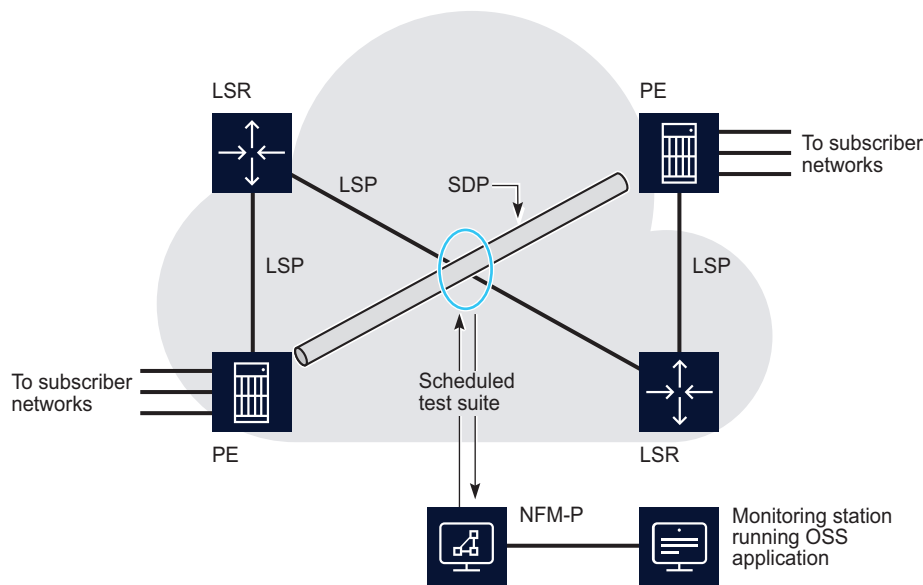 LSR
PE
To subscriber
networks
LSP
SDP
LSP
LSP
To subscriber
networks
Scheduled
test suite
PE
LSR
NFM-P
Monitoring station
running OSS
application